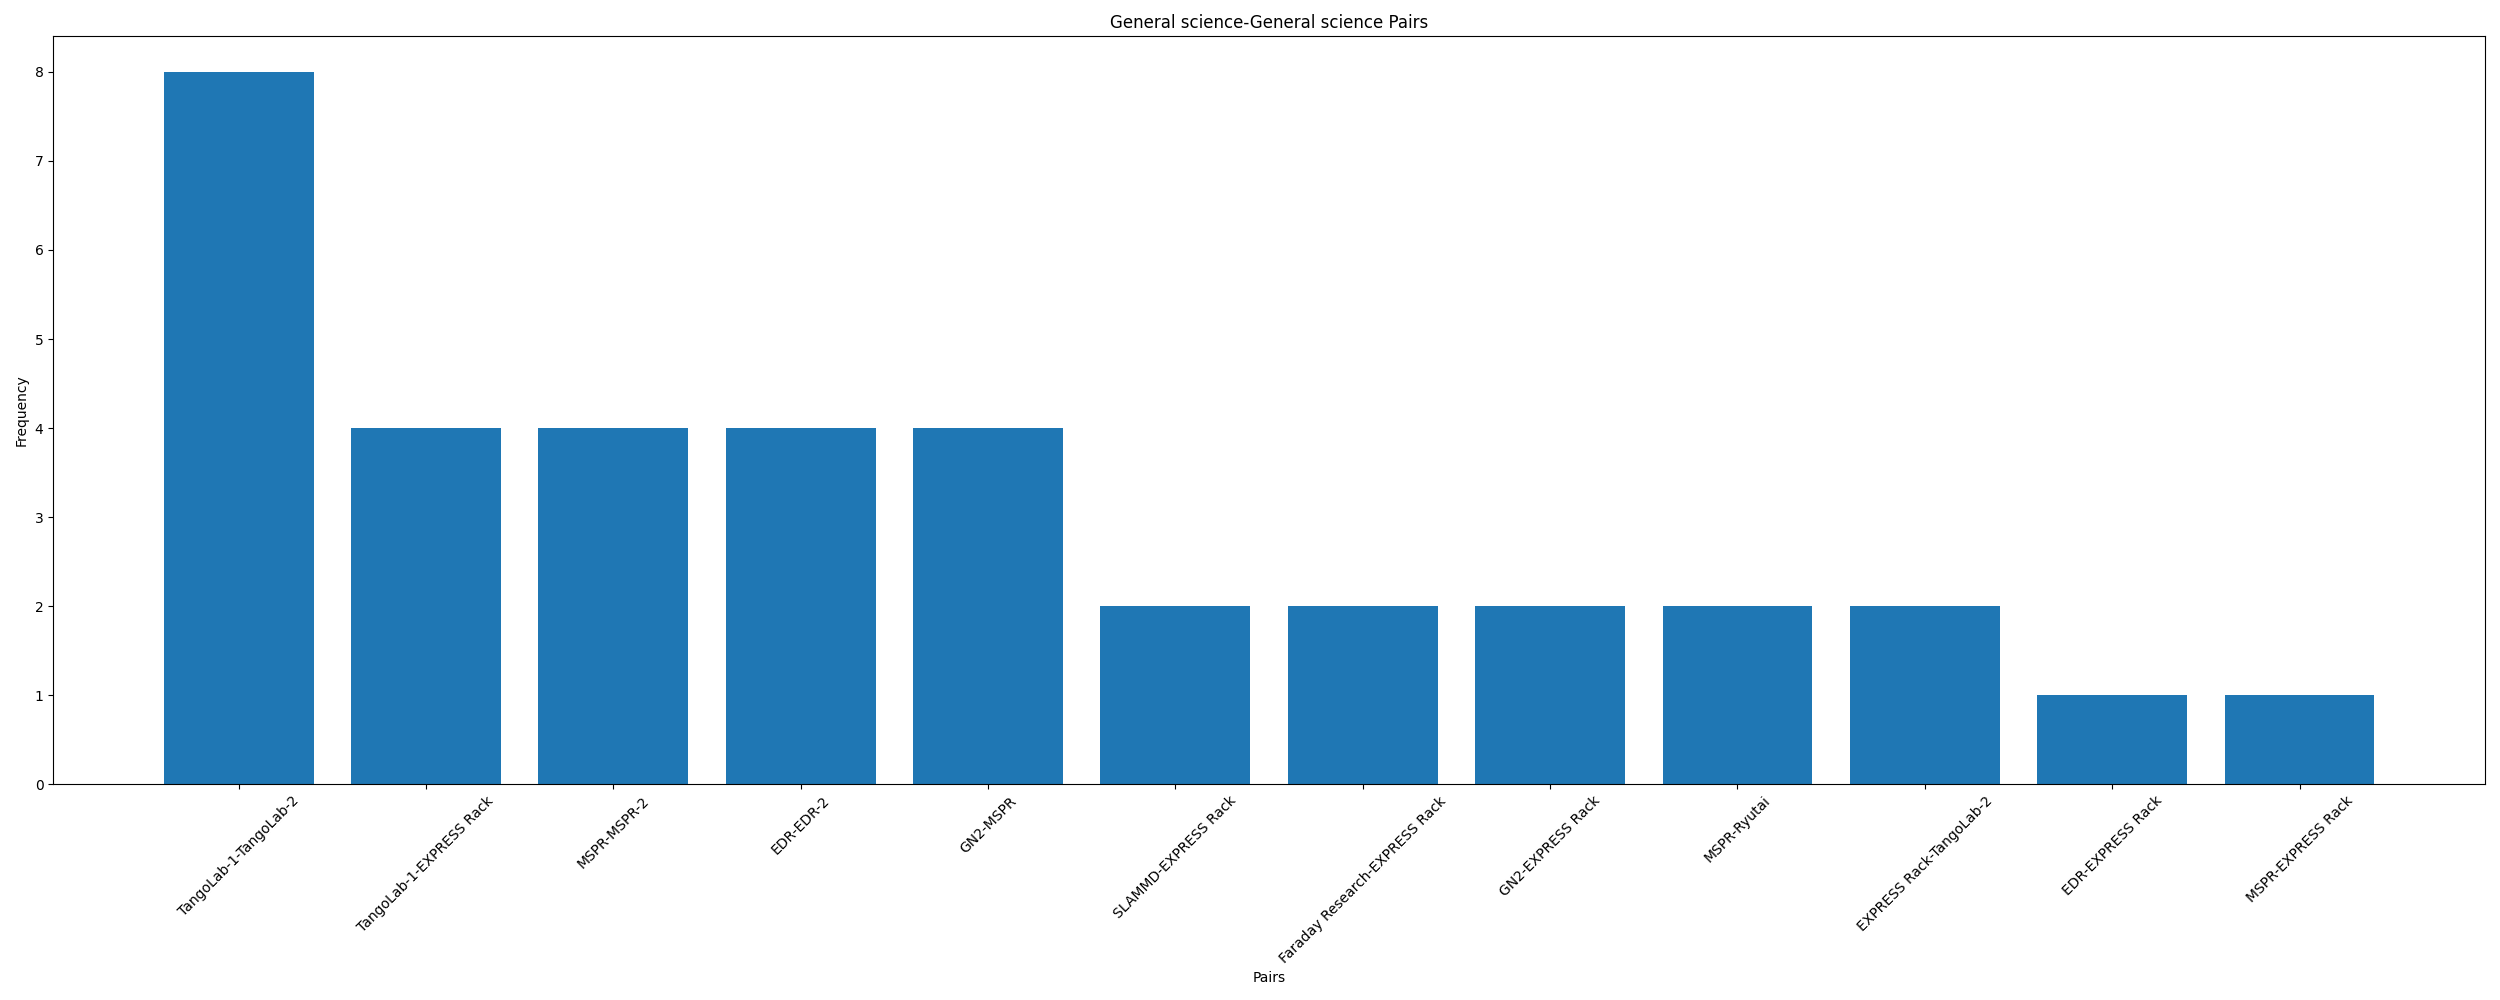 General science-General science Pairs
Frequency
8
7
6
5
4
3
2
1
0
TangoLab-1-TangoLab-2
TangoLab-1-EXPRESS Rack
MSPR-MSPR-2
EDR-EDR-2
GN2-MSPR
SLAMMD-EXPRESS Rack
Faraday Research-EXPRESS Rack
GN2-EXPRESS Rack
MSPR-Ryutai
EXPRESS Rack-TangoLab-2
EDR-EXPRESS Rack
MSPR-EXPRESS Rack
Pairs